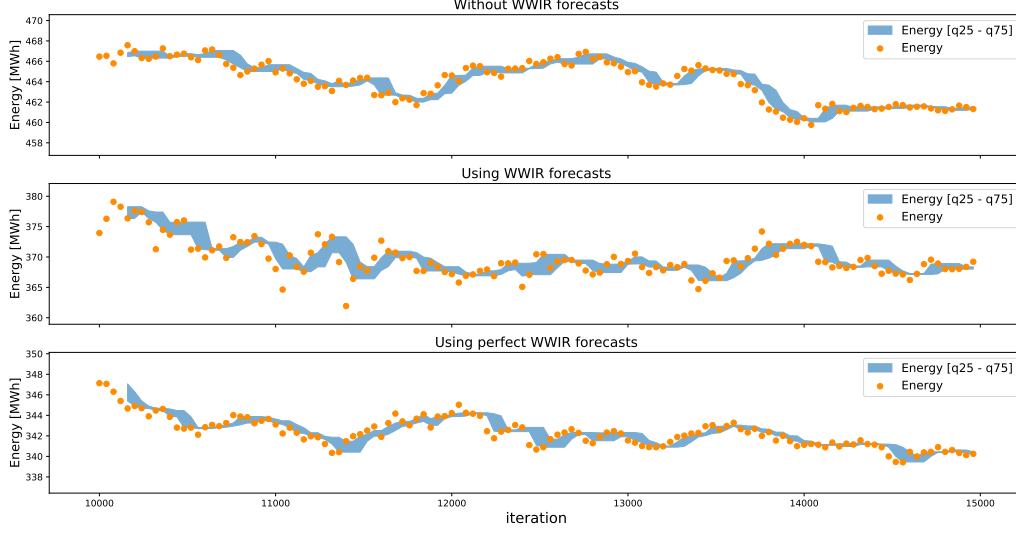 Without WWIR forecasts
470
468
466
464
462
460
458
Energy [MWh]
Energy [q25 - q75]
Energy
Using WWIR forecasts
380
375
370
365
360
Energy [MWh]
Energy [q25 - q75]
Energy
Using perfect WWIR forecasts
350
348
346
344
342
340
338
Energy [MWh]
Energy [q25 - q75]
Energy
10000 11000 12000 13000 14000 15000
iteration